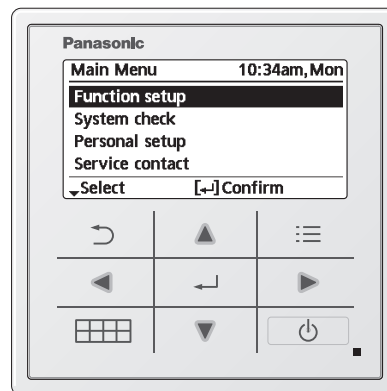 Panasonic
Main Menu 10:34am,Mon
Function setup
System check
Personal setup
Service contact
Select [↵]Confirm